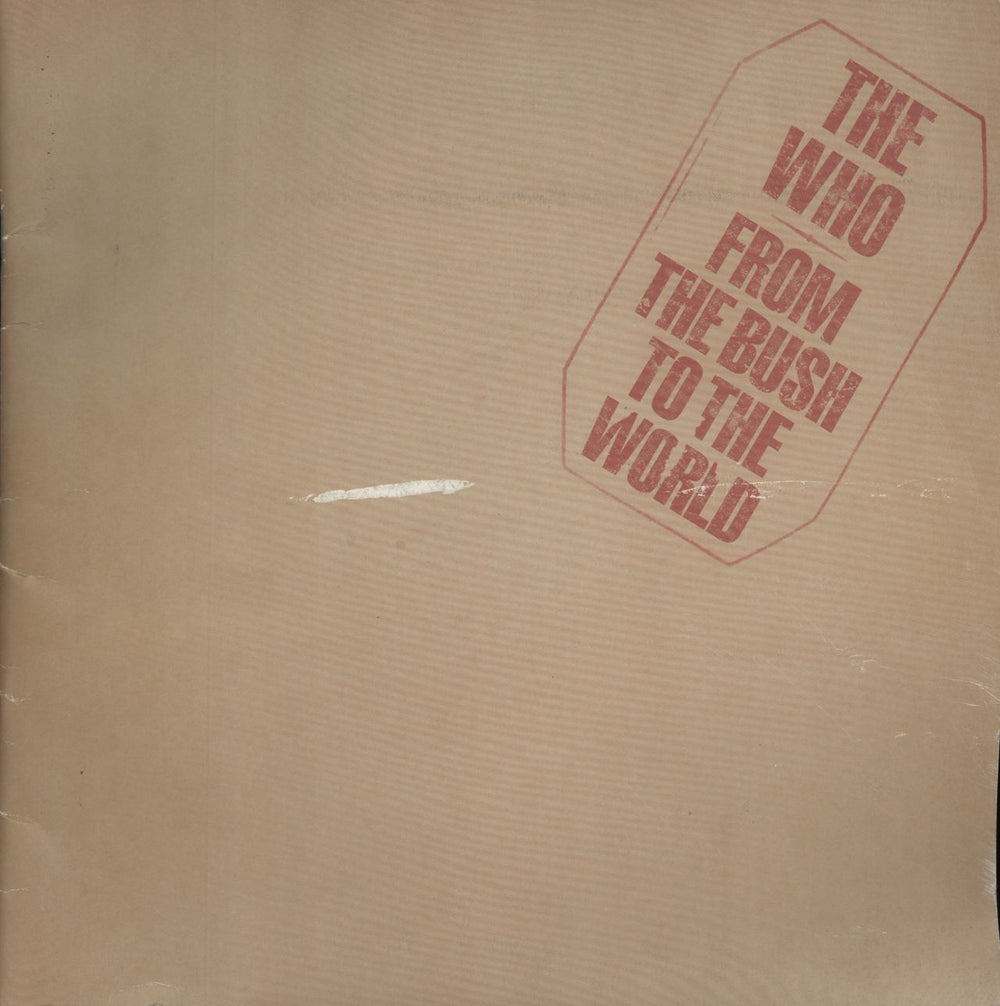 THE
WHO
FROM
THE BUSH
TO THE
WORLD